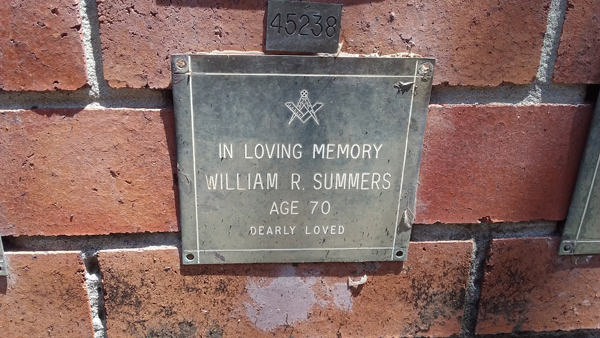 45238
IN LOVING MEMORY
WILLIAM R. SUMMERS
AGE 70
DEARLY LOVED